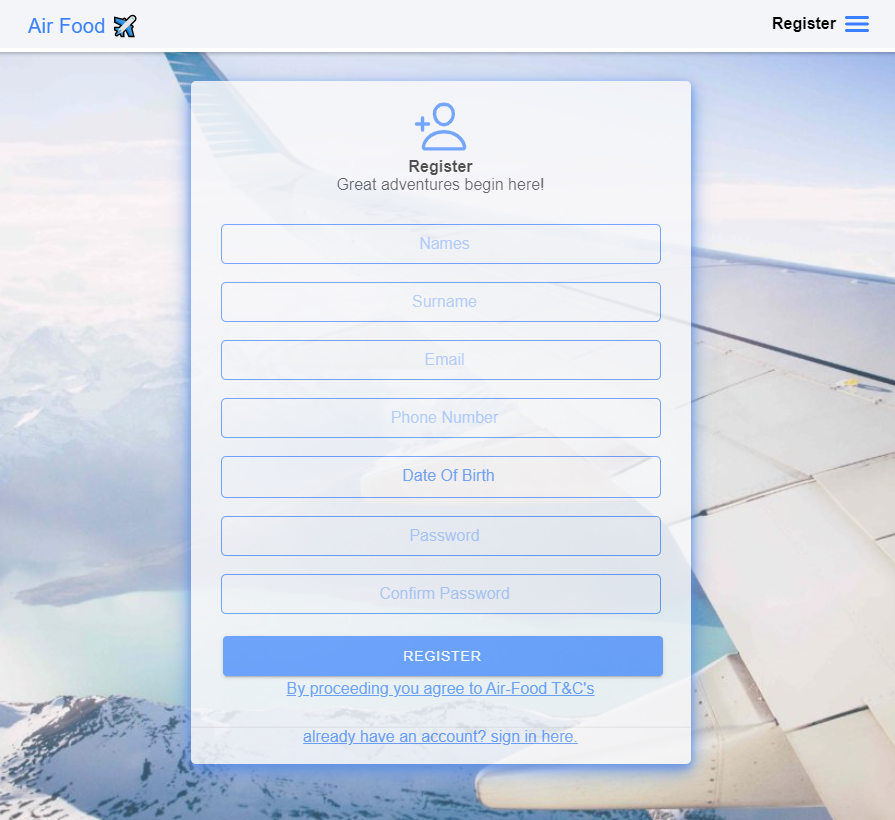 Air Food
Register
Register
Great adventures begin here!
Names
Surname
Email
Phone Number
Date Of Birth
Password
Confirm Password
REGISTER
By proceeding you agree to Air-Food T&C's
already have an account? sign in here.